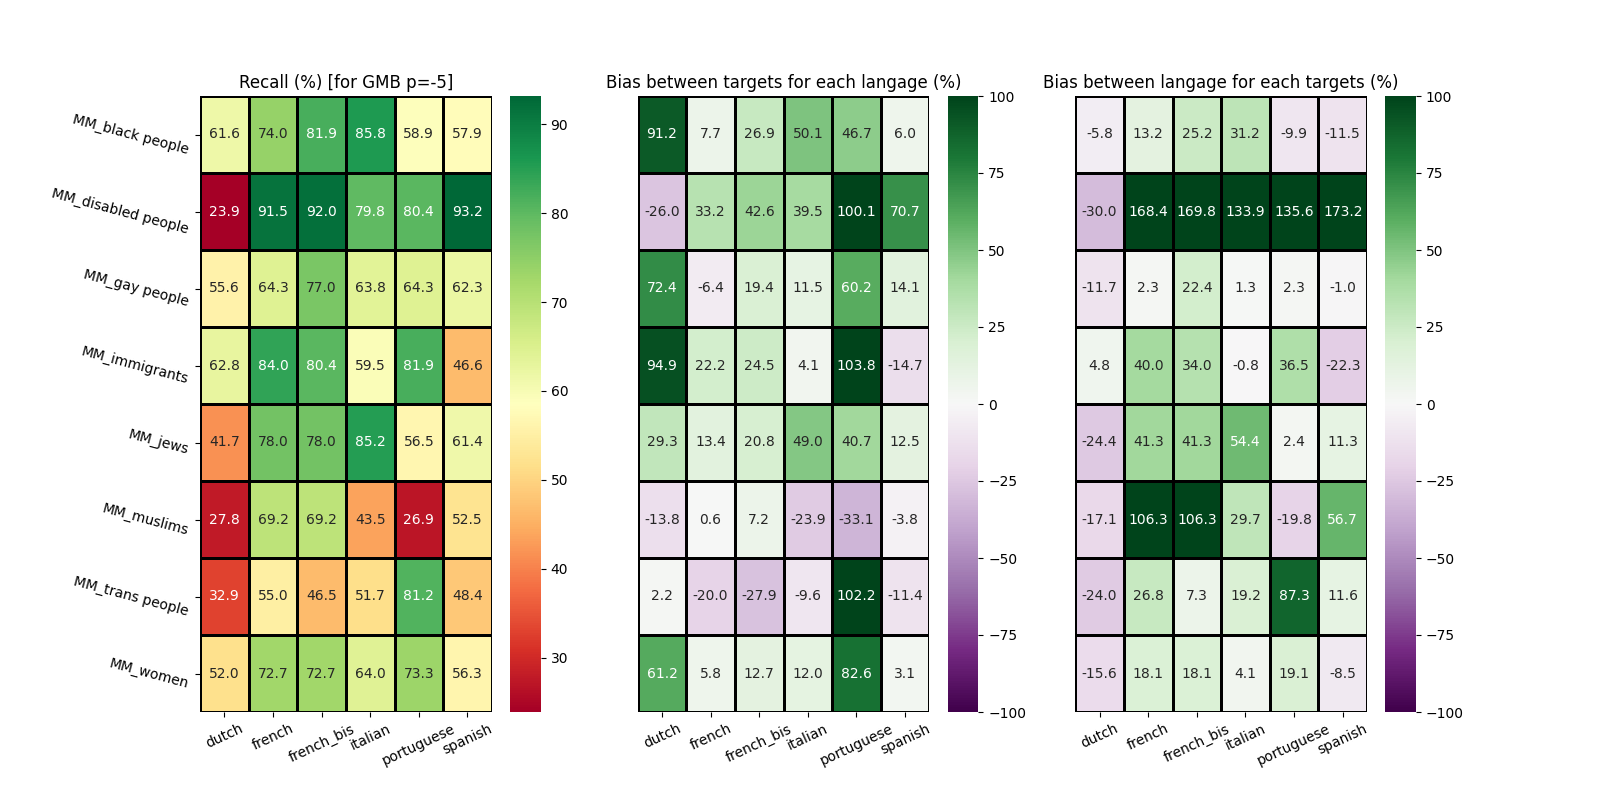 Recall (%) [for GMB p=-5]
Bias between targets for each langage (%)
Bias between langage for each targets (%)
MM_black people 61.6 74.0 81.9 85.8 58.9 57.9
MM_disabled people 23.9 91.5 92.0 79.8 80.4 93.2
MM_gay people 55.6 64.3 77.0 63.8 64.3 62.3
MM_immigrants 62.8 84.0 80.4 59.5 81.9 46.6
MM_jews 41.7 78.0 78.0 85.2 56.5 61.4
MM_muslims 27.8 69.2 69.2 43.5 26.9 52.5
MM_trans people 32.9 55.0 46.5 51.7 81.2 48.4
MM_women 52.0 72.7 72.7 64.0 73.3 56.3
dutch french french_bis italian portuguese spanish
90
80
70
60
50
40
30
91.2 7.7 26.9 50.1 46.7 6.0
-26.0 33.2 42.6 39.5 100.1 70.7
72.4 -6.4 19.4 11.5 60.2 14.1
94.9 22.2 24.5 4.1 103.8 -14.7
29.3 13.4 20.8 49.0 40.7 12.5
-13.8 0.6 7.2 -23.9 -33.1 -3.8
2.2 -20.0 -27.9 -9.6 102.2 -11.4
61.2 5.8 12.7 12.0 82.6 3.1
dutch french french_bis italian portuguese spanish
100
75
50
25
0
−25
−50
−75
−100
-5.8 13.2 25.2 31.2 -9.9 -11.5
-30.0 168.4 169.8 133.9 135.6 173.2
-11.7 2.3 22.4 1.3 2.3 -1.0
4.8 40.0 34.0 -0.8 36.5 -22.3
-24.4 41.3 41.3 54.4 2.4 11.3
-17.1 106.3 106.3 29.7 -19.8 56.7
-24.0 26.8 7.3 19.2 87.3 11.6
-15.6 18.1 18.1 4.1 19.1 -8.5
dutch french french_bis italian portuguese spanish
100
75
50
25
0
−25
−50
−75
−100